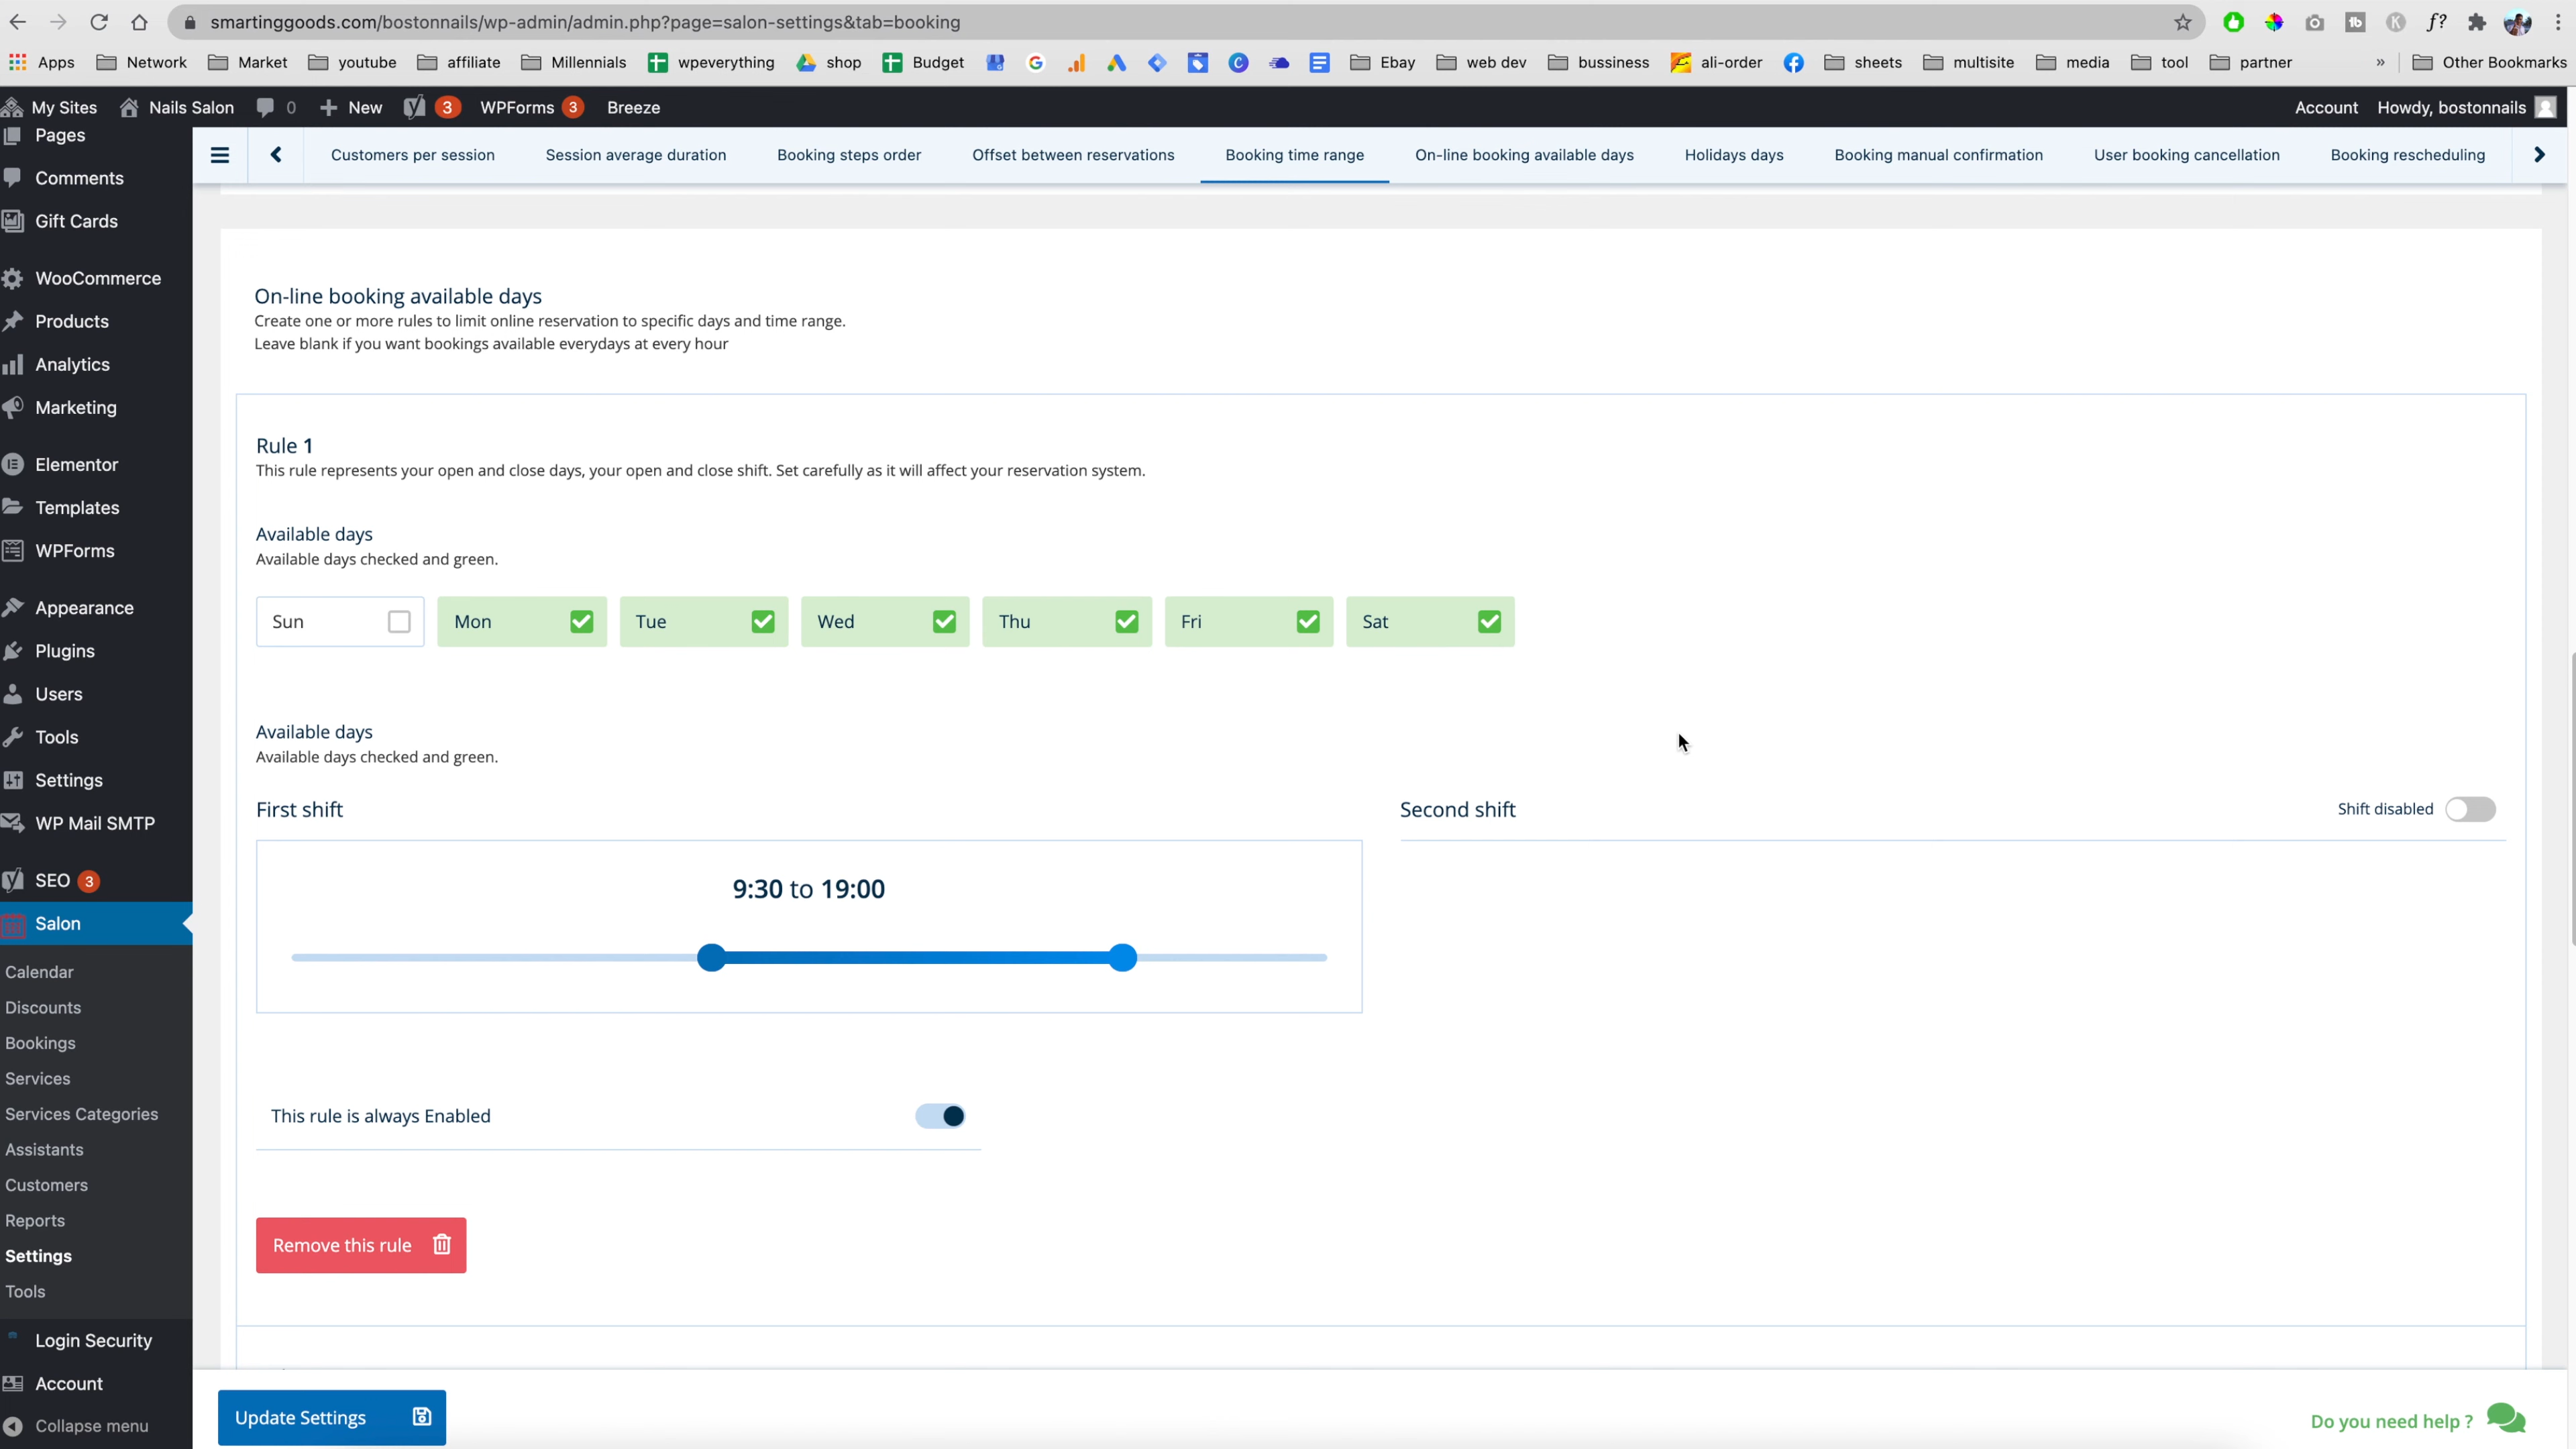 smartinggoods.com/bostonnails/wp-admin/admin.php?page=salon-settings&tab=booking
Apps Network Market youtube affiliate Millennials wpeverything shop Budget Ebay web dev bussiness ali-order sheets multisite media tool partner » Other Bookmarks
My Sites Nails Salon 0 New 3 WPForms 3 Breeze Account Howdy, bostonnails
Customers per session Session average duration Booking steps order Offset between reservations Booking time range On-line booking available days Holidays days Booking manual confirmation User booking cancellation Booking rescheduling
Pages
Comments
Gift Cards
WooCommerce
Products
Analytics
Marketing
Elementor
Templates
WPForms
Appearance
Plugins
Users
Tools
Settings
WP Mail SMTP
SEO 3
Salon
Calendar
Discounts
Bookings
Services
Services Categories
Assistants
Customers
Reports
Settings
Tools
Login Security
Account
Collapse menu
On-line booking available days
Create one or more rules to limit online reservation to specific days and time range.
Leave blank if you want bookings available everydays at every hour
Rule 1
This rule represents your open and close days, your open and close shift. Set carefully as it will affect your reservation system.
Available days
Available days checked and green.
Sun Mon Tue Wed Thu Fri Sat
Available days
Available days checked and green.
First shift
9:30 to 19:00
Second shift
Shift disabled
This rule is always Enabled
Remove this rule
Update Settings
Do you need help ?